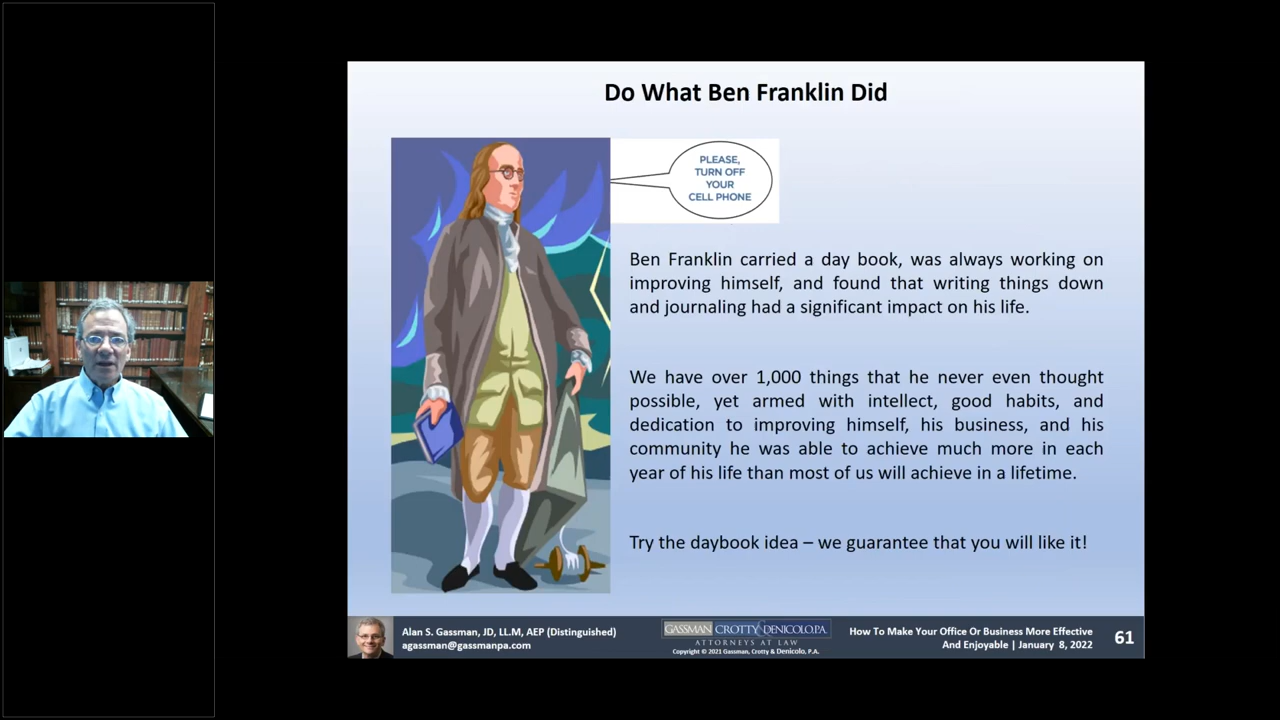 Do What Ben Franklin Did
PLEASE,
TURN OFF
YOUR
CELL PHONE
Ben Franklin carried a day book, was always working on
improving himself, and found that writing things down
and journaling had a significant impact on his life.
We have over 1,000 things that he never even thought
possible, yet armed with intellect, good habits, and
dedication to improving himself, his business, and his
community he was able to achieve much more in each
year of his life than most of us will achieve in a lifetime.
Try the daybook idea – we guarantee that you will like it!
Alan S. Gassman, JD, LL.M, AEP (Distinguished)
agassman@gassmanpa.com
GASSMAN CROTTY & DENICOLO, P.A.
ATTORNEYS AT LAW
Copyright © 2021 Gassman, Crotty & Denicolo, P.A.
How To Make Your Office Or Business More Effective
And Enjoyable | January 8, 2022
61